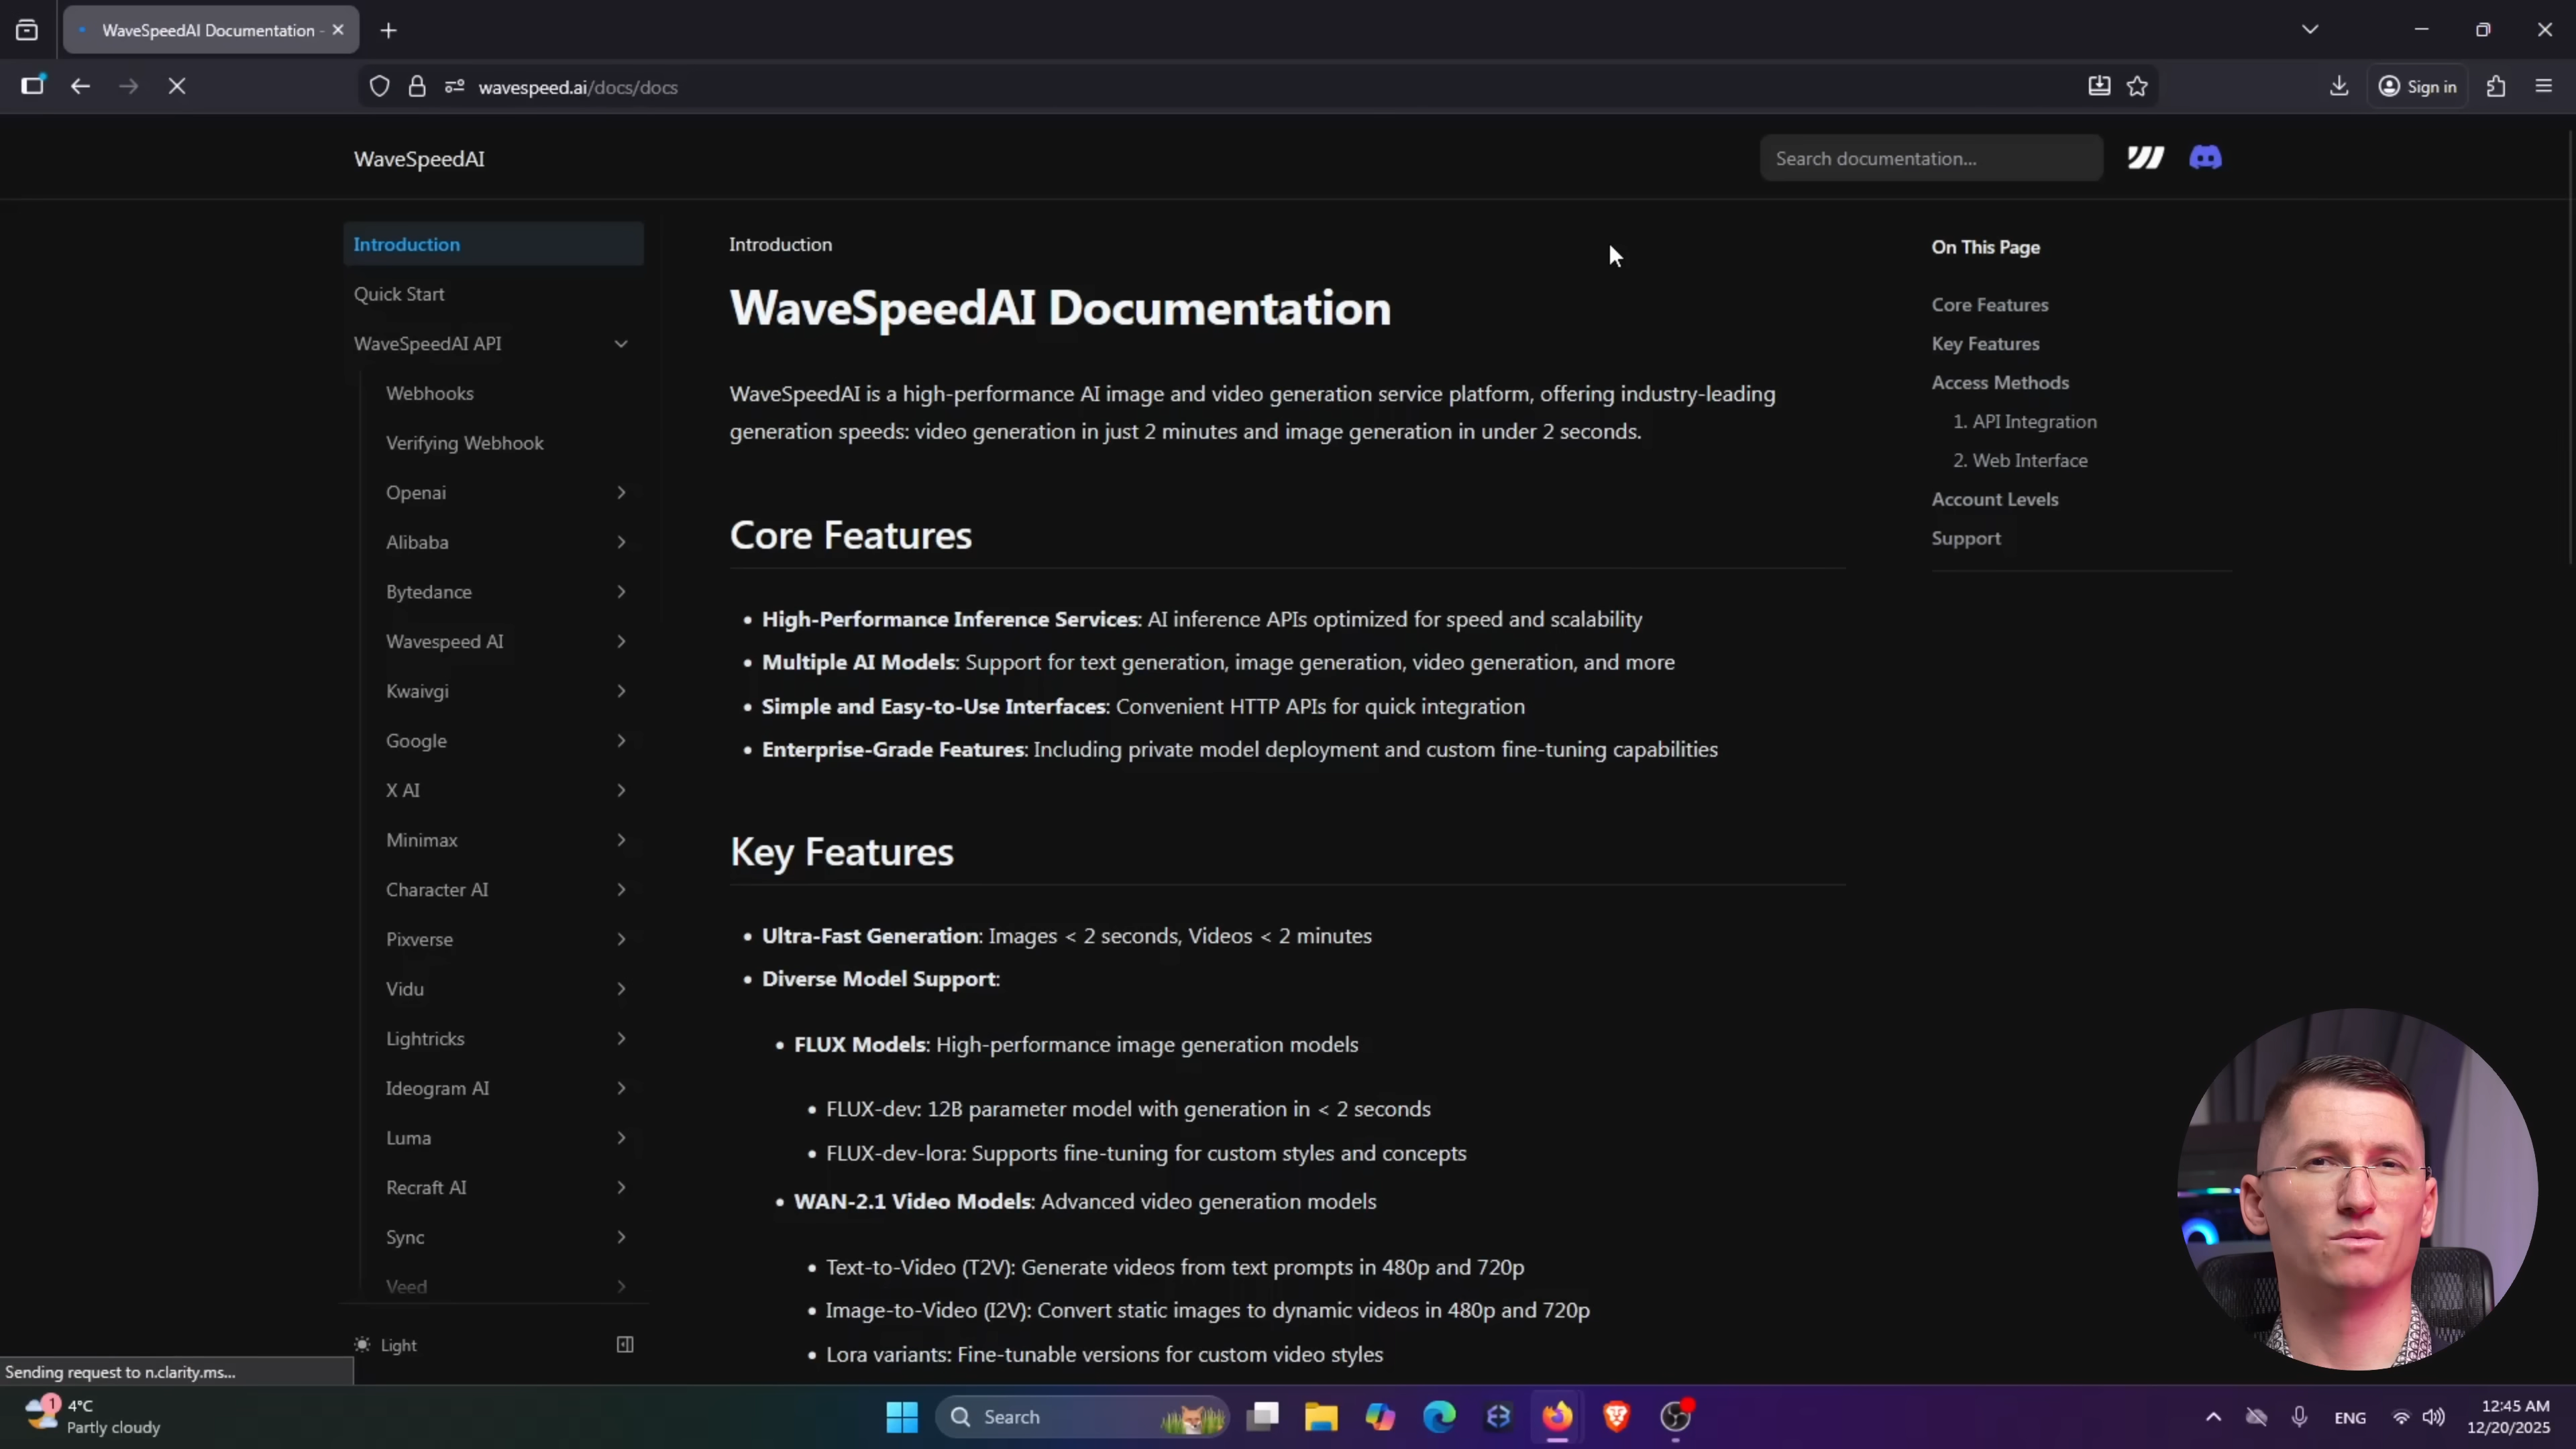 WaveSpeedAI Documentation -
wavespeed.ai/docs/docs
Sign in
WaveSpeedAI
Search documentation...
Introduction
Quick Start
WaveSpeedAI API
Webhooks
Verifying Webhook
Openai
Alibaba
Bytedance
Wavespeed AI
Kwaivgi
Google
X AI
Minimax
Character AI
Pixverse
Vidu
Lightricks
Ideogram AI
Luma
Recraft AI
Sync
Veed
Light
Introduction
WaveSpeedAI Documentation
WaveSpeedAI is a high-performance AI image and video generation service platform, offering industry-leading
generation speeds: video generation in just 2 minutes and image generation in under 2 seconds.
Core Features
• High-Performance Inference Services: AI inference APIs optimized for speed and scalability
• Multiple AI Models: Support for text generation, image generation, video generation, and more
• Simple and Easy-to-Use Interfaces: Convenient HTTP APIs for quick integration
• Enterprise-Grade Features: Including private model deployment and custom fine-tuning capabilities
Key Features
• Ultra-Fast Generation: Images < 2 seconds, Videos < 2 minutes
• Diverse Model Support:
• FLUX Models: High-performance image generation models
• FLUX-dev: 12B parameter model with generation in < 2 seconds
• FLUX-dev-lora: Supports fine-tuning for custom styles and concepts
• WAN-2.1 Video Models: Advanced video generation models
• Text-to-Video (T2V): Generate videos from text prompts in 480p and 720p
• Image-to-Video (I2V): Convert static images to dynamic videos in 480p and 720p
• Lora variants: Fine-tunable versions for custom video styles
On This Page
Core Features
Key Features
Access Methods
1. API Integration
2. Web Interface
Account Levels
Support
Sending request to n.clarity.ms...
1
4°C
Partly cloudy
Search
ENG
12:45 AM
12/20/2025